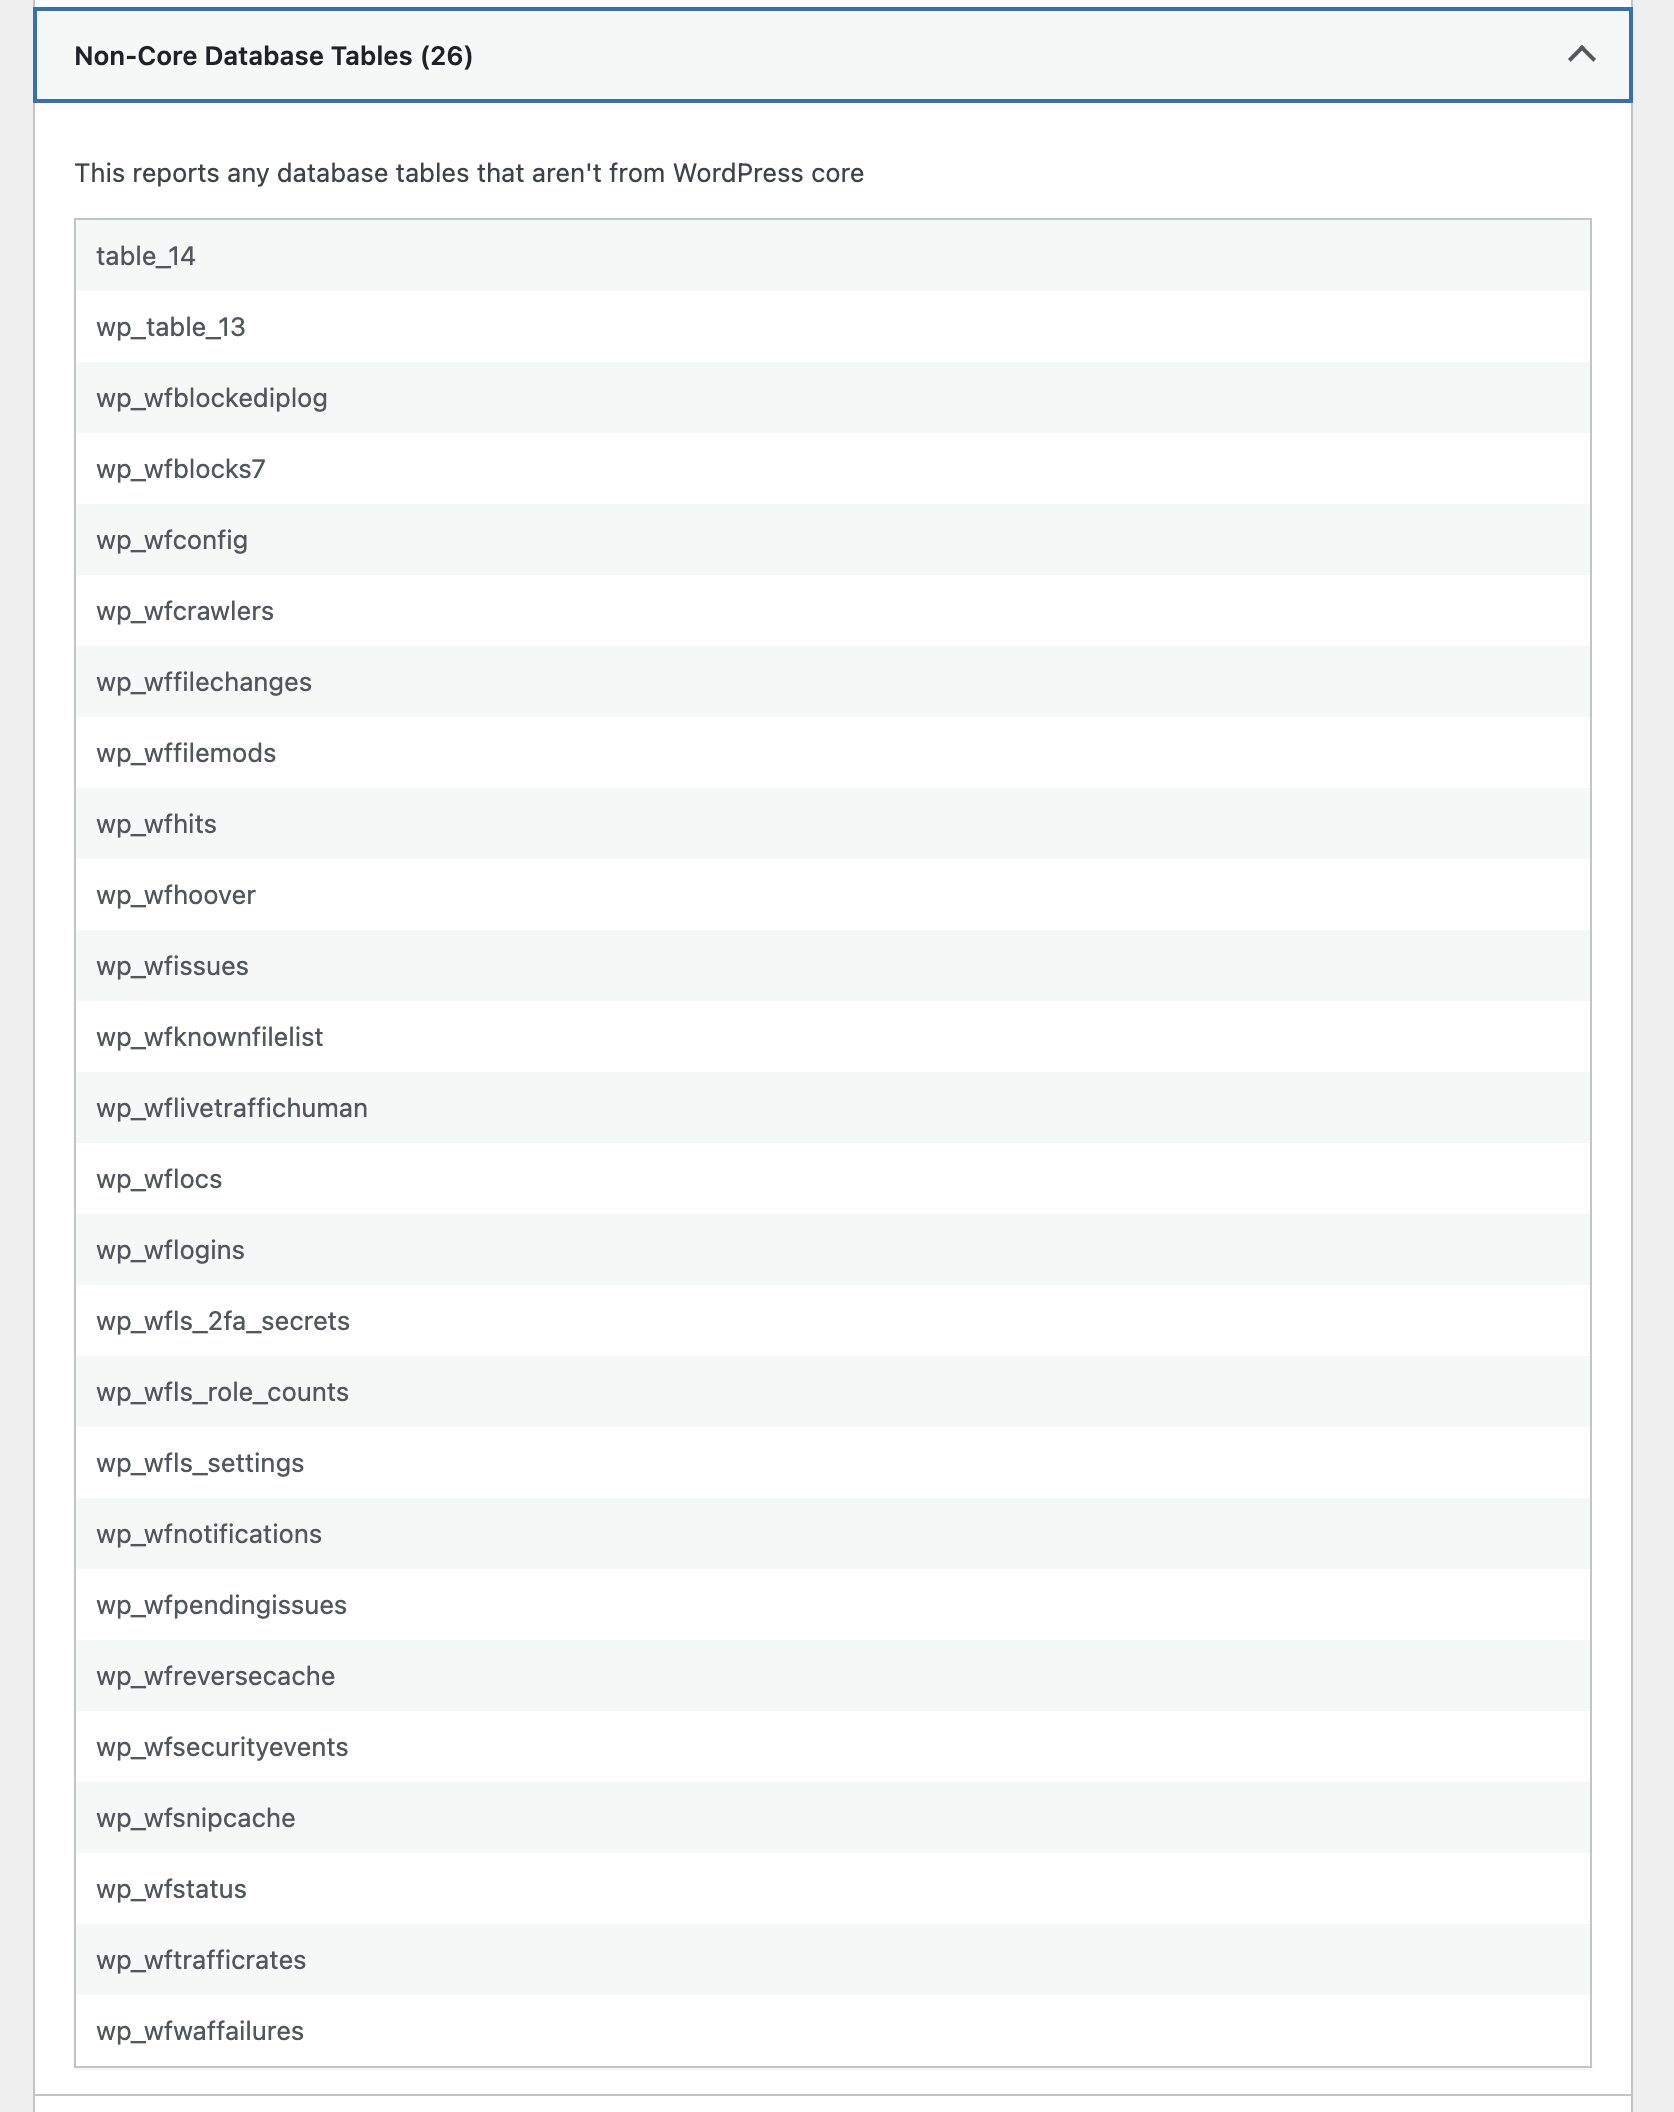 Non-Core Database Tables (26)
This reports any database tables that aren't from WordPress core
table_14
wp_table_13
wp_wfblockediplog
wp_wfblocks7
wp_wfconfig
wp_wfcrawlers
wp_wffilechanges
wp_wffilemods
wp_wfhits
wp_wfhoover
wp_wfissues
wp_wfknownfilelist
wp_wflivetraffichuman
wp_wflocs
wp_wflogins
wp_wfls_2fa_secrets
wp_wfls_role_counts
wp_wfls_settings
wp_wfnotifications
wp_wfpendingissues
wp_wfreversecache
wp_wfsecurityevents
wp_wfsnipcache
wp_wfstatus
wp_wftrafficrates
wp_wfwaffailures